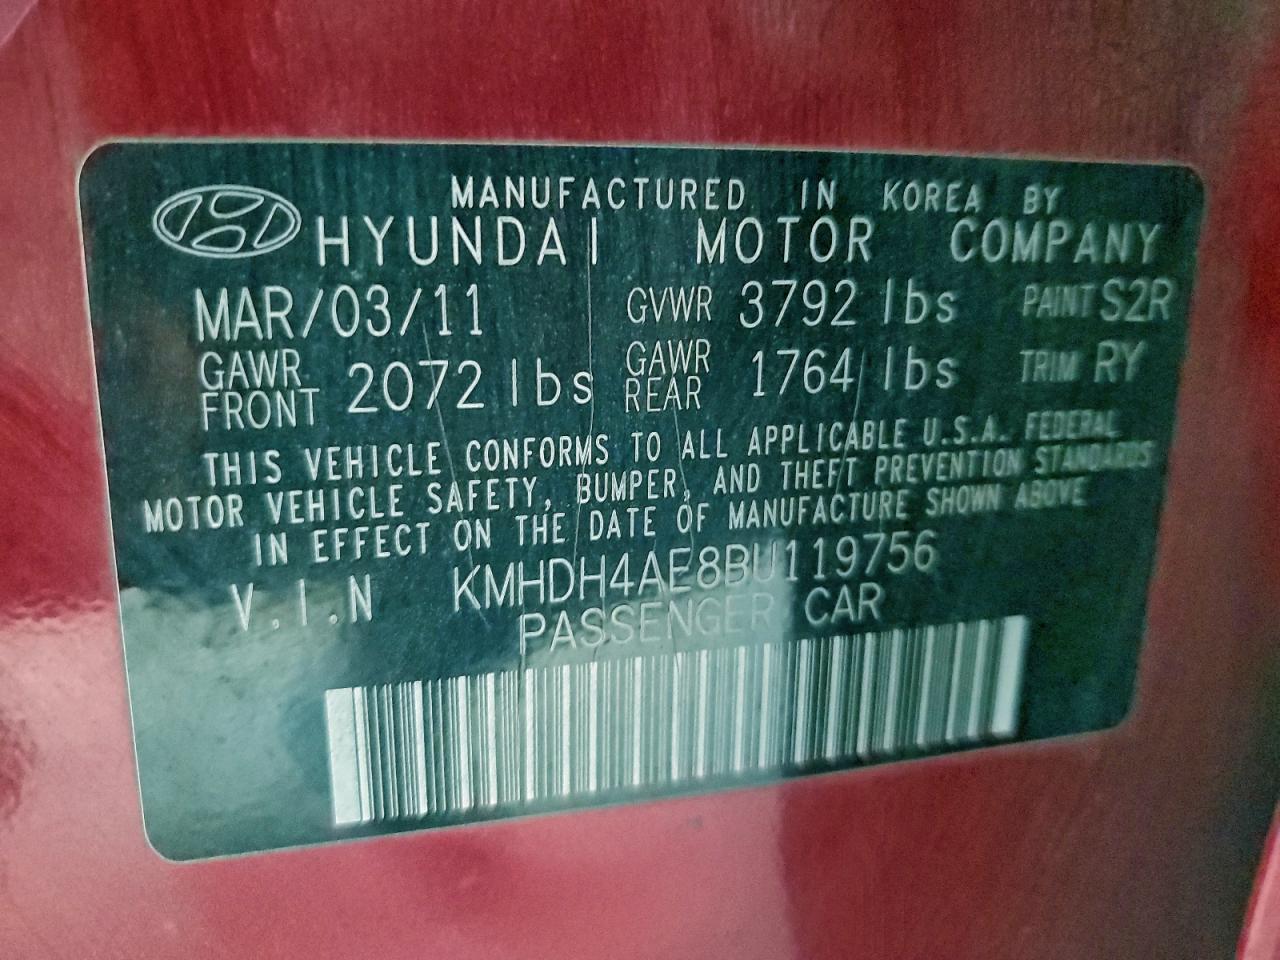 MANUFACTURED IN KOREA BY
HYUNDAI MOTOR COMPANY
MAR/03/11 GVWR 3792 lbs PAINT S2R
GAWR FRONT 2072 lbs GAWR REAR 1764 lbs TRIM RY
THIS VEHICLE CONFORMS TO ALL APPLICABLE U.S.A. FEDERAL
MOTOR VEHICLE SAFETY, BUMPER, AND THEFT PREVENTION STANDARDS
IN EFFECT ON THE DATE OF MANUFACTURE SHOWN ABOVE
V.I.N KMHDH4AE8BU119756
PASSENGER CAR